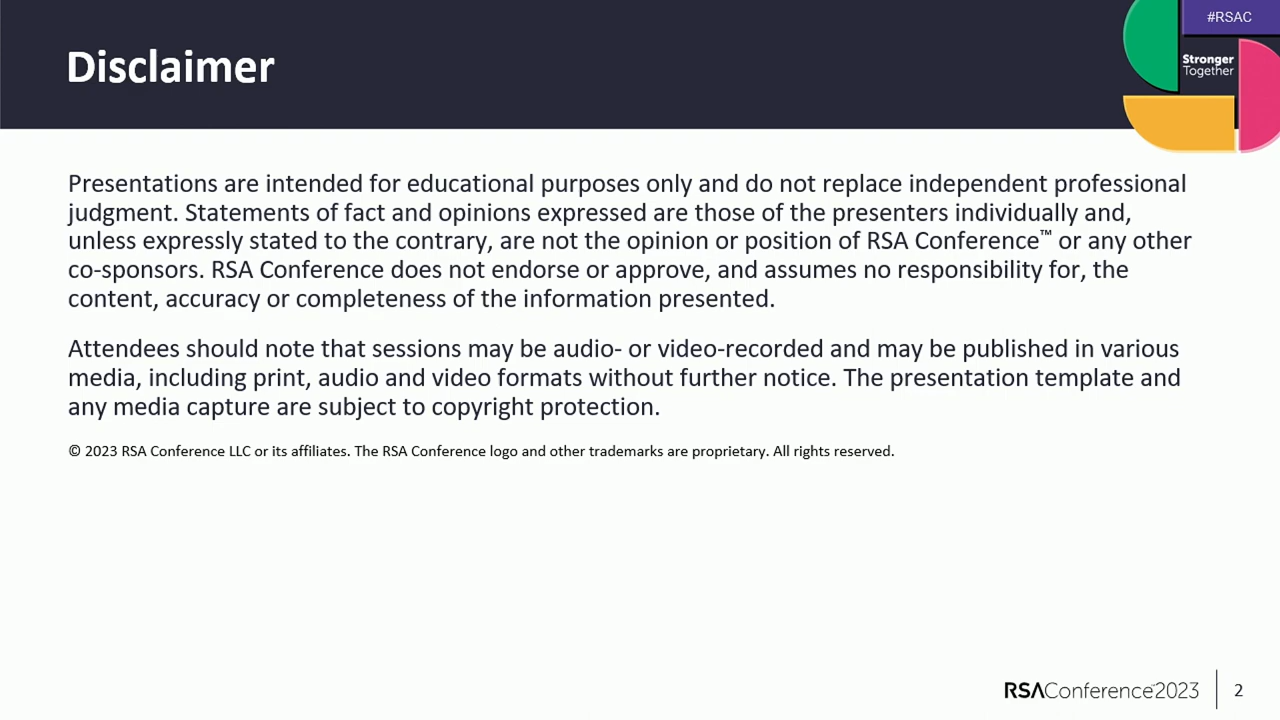 #RSAC
Disclaimer
Stronger
Together
Presentations are intended for educational purposes only and do not replace independent professional
judgment. Statements of fact and opinions expressed are those of the presenters individually and,
unless expressly stated to the contrary, are not the opinion or position of RSA Conference™ or any other
co-sponsors. RSA Conference does not endorse or approve, and assumes no responsibility for, the
content, accuracy or completeness of the information presented.
Attendees should note that sessions may be audio- or video-recorded and may be published in various
media, including print, audio and video formats without further notice. The presentation template and
any media capture are subject to copyright protection.
© 2023 RSA Conference LLC or its affiliates. The RSA Conference logo and other trademarks are proprietary. All rights reserved.
RSAConference™2023
2